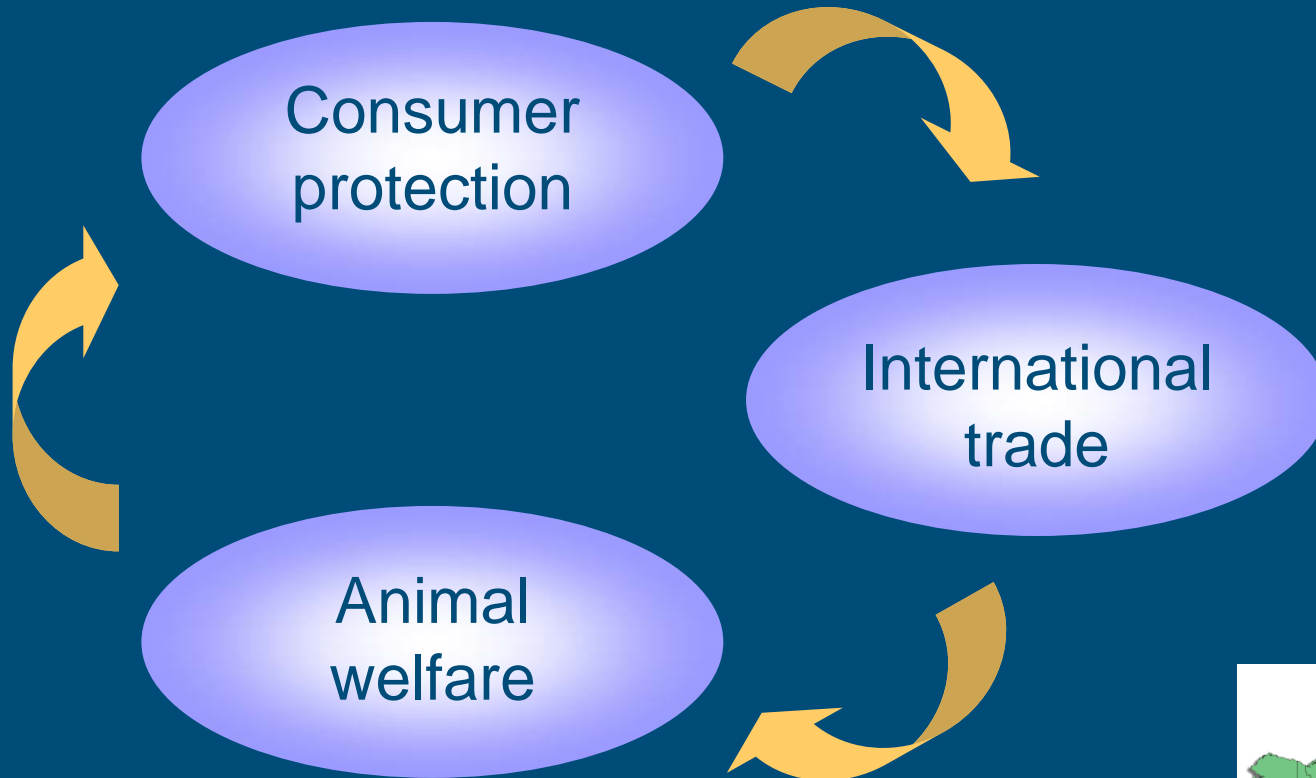 Consumer
protection
International
trade
Animal
welfare